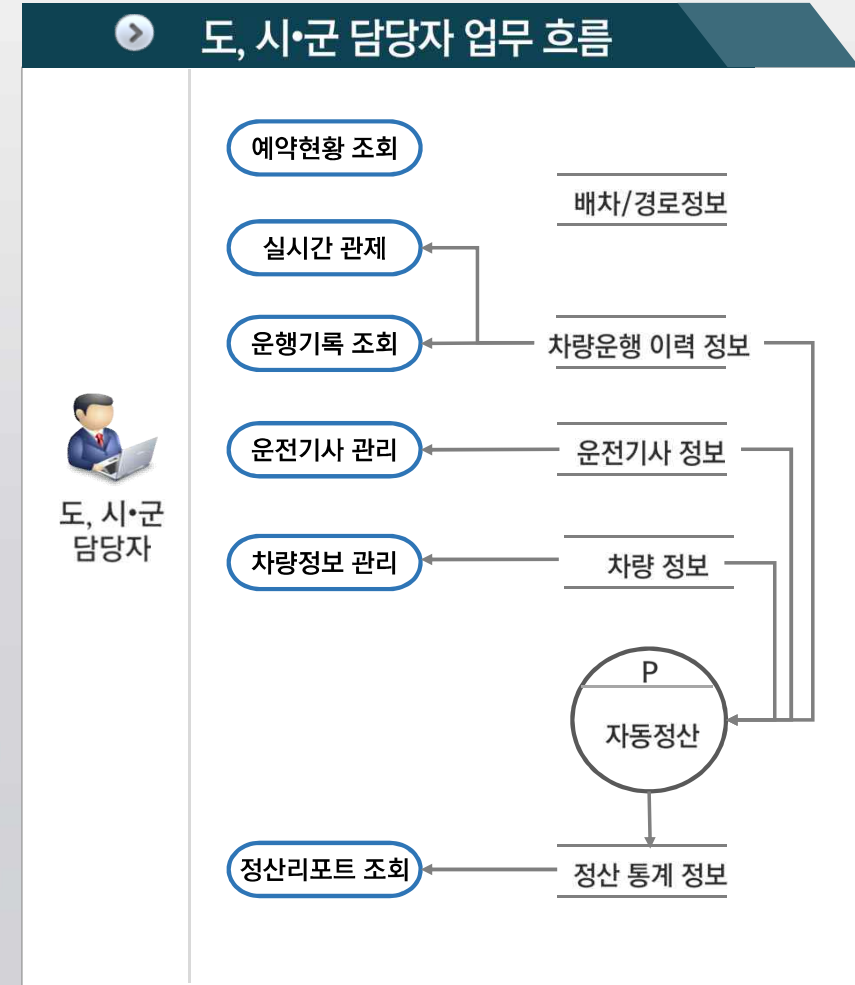 도, 시•군 담당자 업무 흐름
예약현황 조회
배차/경로정보
실시간 관제
운행기록 조회
차량운행 이력 정보
운전기사 관리
운전기사 정보
도, 시•군
담당자
차량정보 관리
차량 정보
P
자동정산
정산리포트 조회
정산 통계 정보